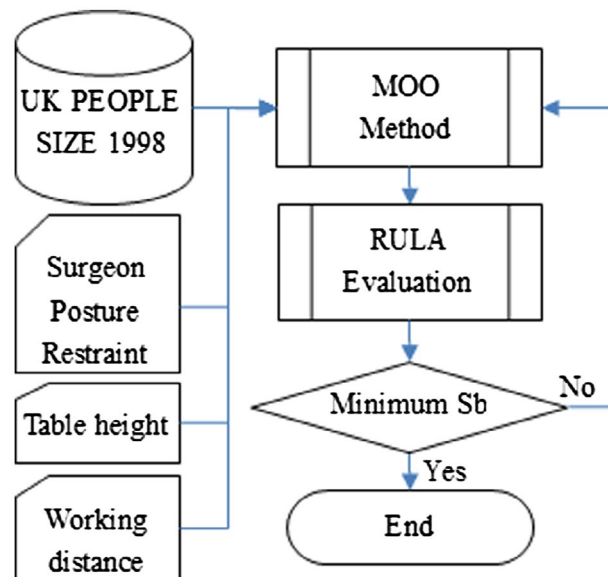 UK PEOPLE
SIZE 1998
MOO
Method
Surgeon
Posture
Restraint
RULA
Evaluation
Table height
Minimum Sb
No
Yes
Working
distance
End